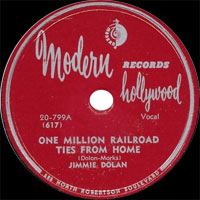 Modern
RECORDS
hollywood
20-799A
(617)
Vocal
ONE MILLION RAILROAD
TIES FROM HOME
(Dolan-Marks)
JIMMIE DOLAN
NORTH ROBERTSON BOULEVARD